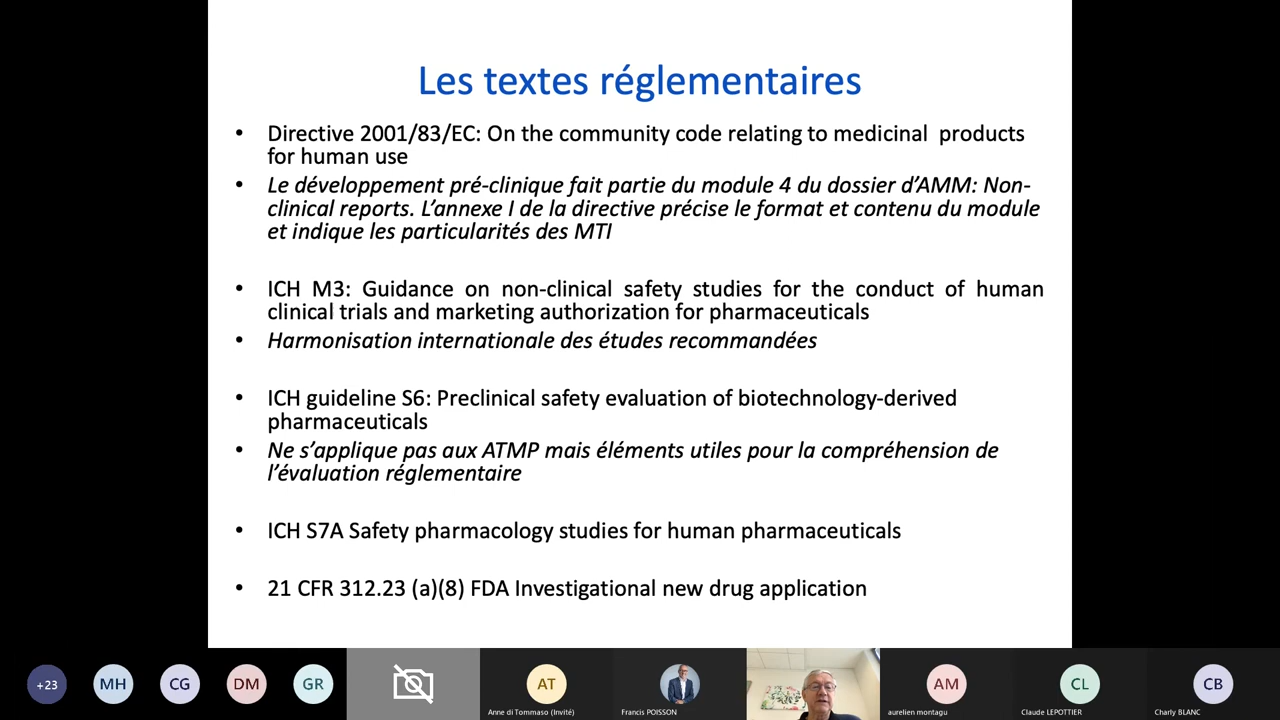 Les textes réglementaires
• Directive 2001/83/EC: On the community code relating to medicinal products
for human use
• Le développement pré-clinique fait partie du module 4 du dossier d’AMM: Non-
clinical reports. L’annexe I de la directive précise le format et contenu du module
et indique les particularités des MTI
• ICH M3: Guidance on non-clinical safety studies for the conduct of human
clinical trials and marketing authorization for pharmaceuticals
• Harmonisation internationale des études recommandées
• ICH guideline S6: Preclinical safety evaluation of biotechnology-derived
pharmaceuticals
• Ne s’applique pas aux ATMP mais éléments utiles pour la compréhension de
l’évaluation réglementaire
• ICH S7A Safety pharmacology studies for human pharmaceuticals
• 21 CFR 312.23 (a)(8) FDA Investigational new drug application
+23 MH CG DM GR AT AM CL CB
Anne di Tommaso (Invité) Francis POISSON aurelien montagu Claude LEPOTTIER Charly BLANC